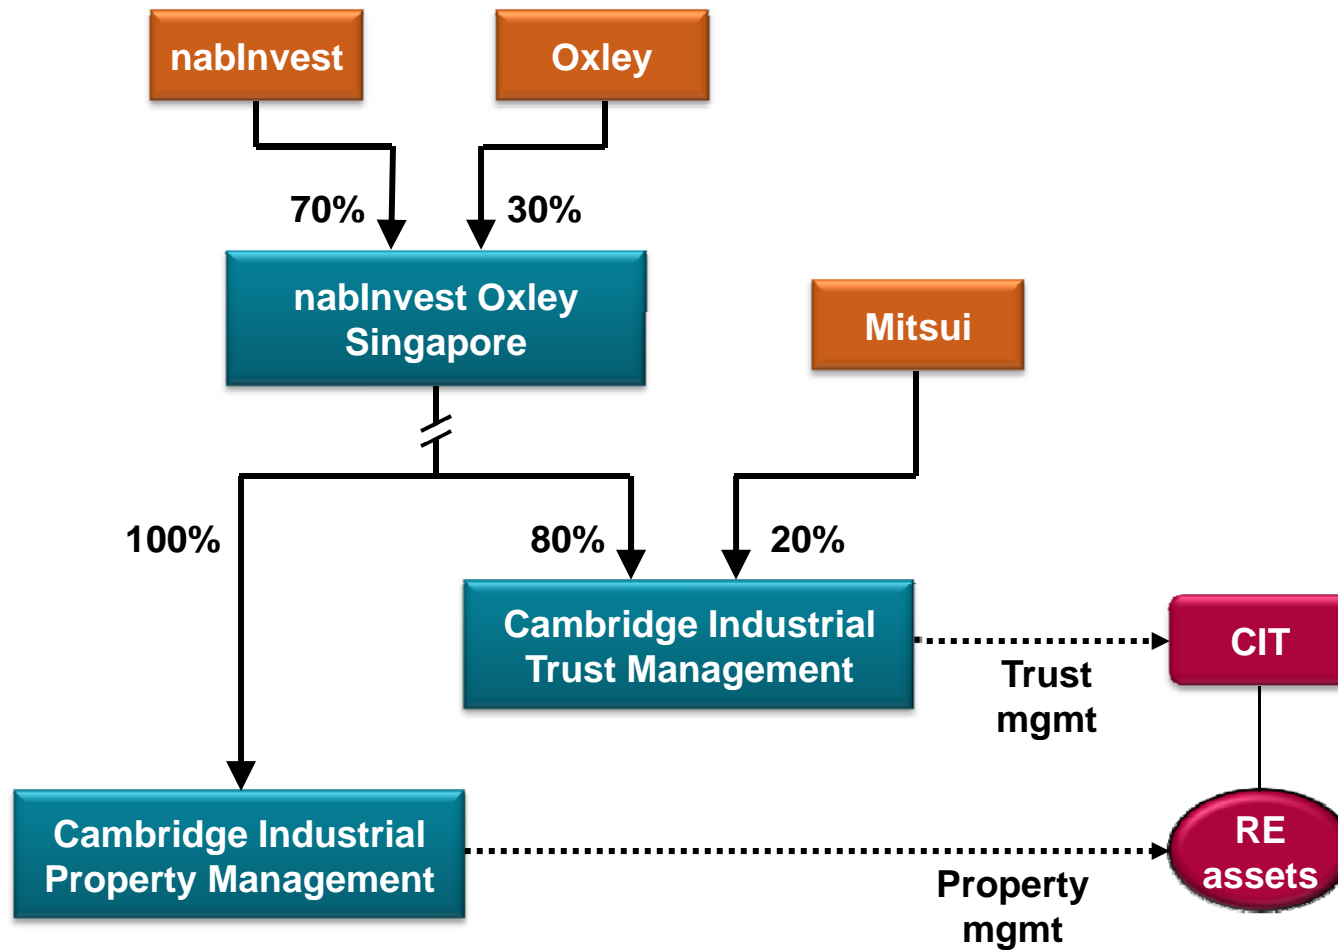 nabInvest
Oxley
70%
30%
nabInvest Oxley
Singapore
Mitsui
100%
80%
20%
Cambridge Industrial
Trust Management
Trust
mgmt
CIT
Cambridge Industrial
Property Management
Property
mgmt
RE
assets